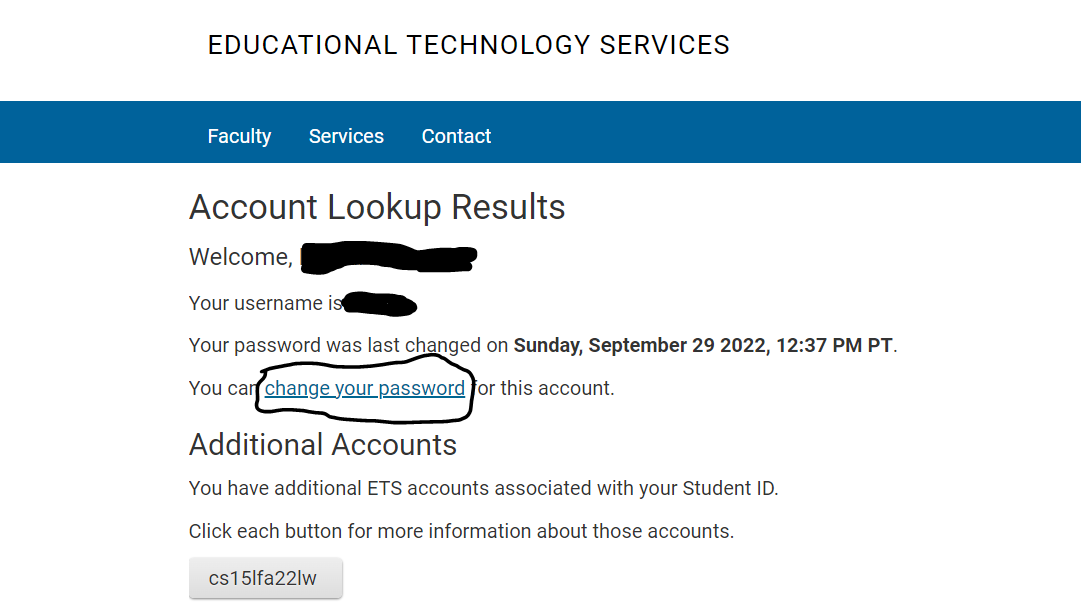 EDUCATIONAL TECHNOLOGY SERVICES
Faculty Services Contact
Account Lookup Results
Welcome,
Your username is
Your password was last changed on Sunday, September 29 2022, 12:37 PM PT.
You can change your password for this account.
Additional Accounts
You have additional ETS accounts associated with your Student ID.
Click each button for more information about those accounts.
cs15lfa22lw